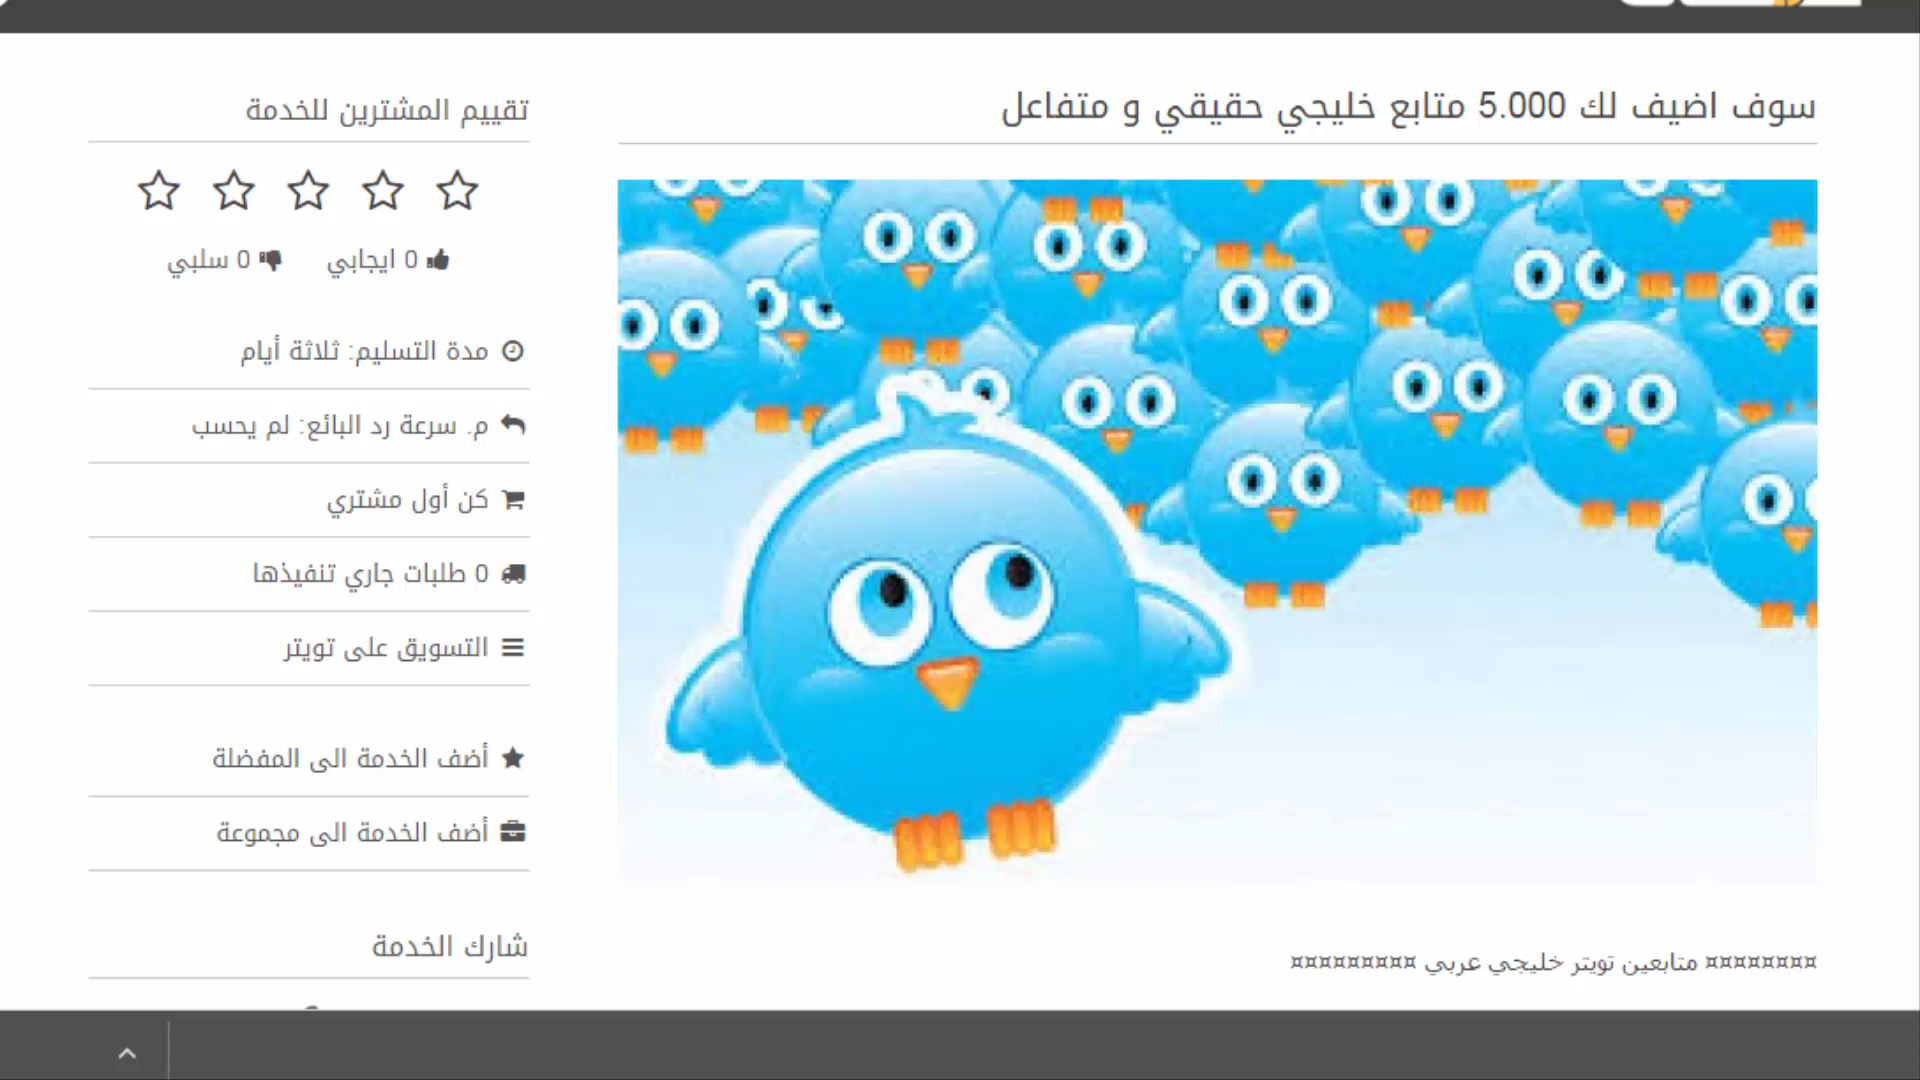 سوف اضيف لك 5.000 متابع خليجي حقيقي و متفاعل
¤¤¤¤¤¤¤¤ متابعين تويتر خليجي عربي ¤¤¤¤¤¤¤¤¤
تقييم المشترين للخدمة
0 ايجابي 0 سلبي
مدة التسليم: ثلاثة أيام
م. سرعة رد البائع: لم يحسب
كن أول مشتري
0 طلبات جاري تنفيذها
التسويق على تويتر
أضف الخدمة الى المفضلة
أضف الخدمة الى مجموعة
شارك الخدمة